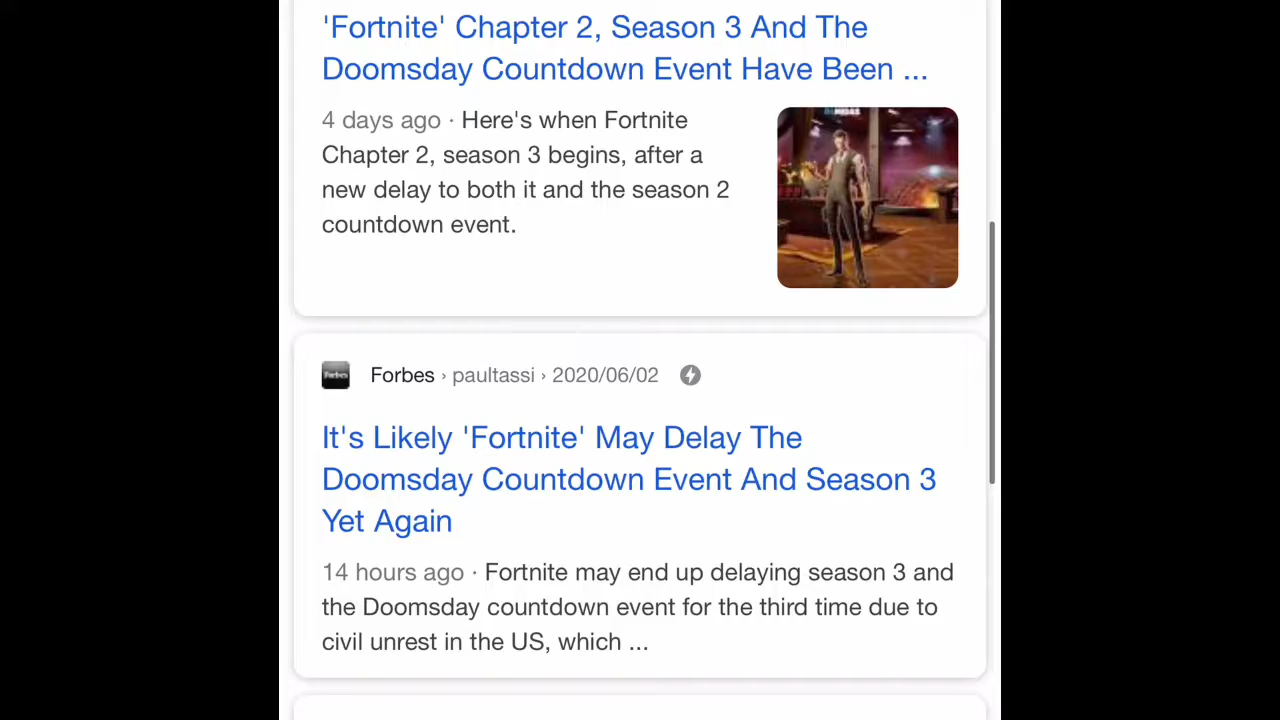 'Fortnite' Chapter 2, Season 3 And The
Doomsday Countdown Event Have Been ...
4 days ago · Here's when Fortnite
Chapter 2, season 3 begins, after a
new delay to both it and the season 2
countdown event.
Forbes
Forbes › paultassi › 2020/06/02
It's Likely 'Fortnite' May Delay The
Doomsday Countdown Event And Season 3
Yet Again
14 hours ago · Fortnite may end up delaying season 3 and
the Doomsday countdown event for the third time due to
civil unrest in the US, which ...